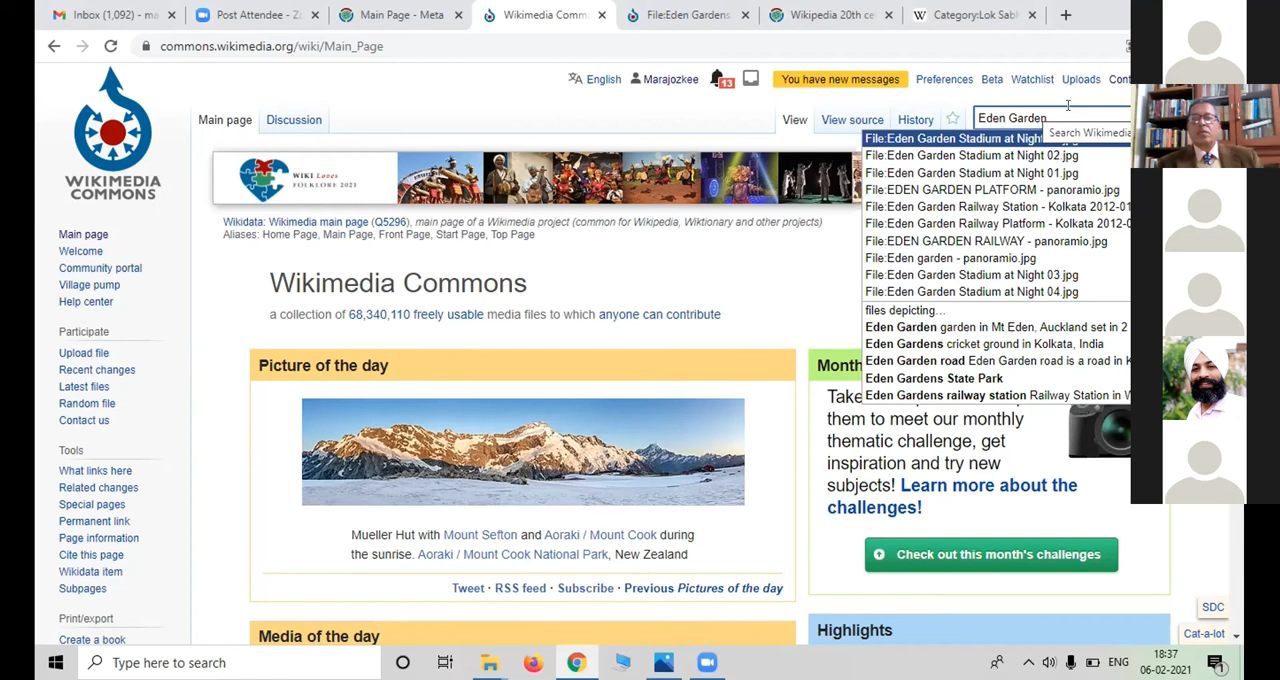 Inbox (1,092) - ma
Post Attendee - Zo
Main Page - Meta
Wikimedia Comm
File:Eden Gardens
Wikipedia 20th ce
Category:Lok Sabh
commons.wikimedia.org/wiki/Main_Page
English
Marajozkee
13
You have new messages
Preferences
Beta
Watchlist
Uploads
Cont
Main page
Discussion
View
View source
History
Eden Garden
Search Wikimedia
WIKIMEDIA
COMMONS
WIKI Loves
FOLKLORE 2021
File:Eden Garden Stadium at Night
File:Eden Garden Stadium at Night 02.jpg
File:Eden Garden Stadium at Night 01.jpg
File:EDEN GARDEN PLATFORM - panoramio.jpg
File:Eden Garden Railway Station - Kolkata 2012-01
File:Eden Garden Railway Platform - Kolkata 2012-0
File:EDEN GARDEN RAILWAY - panoramio.jpg
File:Eden garden - panoramio.jpg
File:Eden Garden Stadium at Night 03.jpg
File:Eden Garden Stadium at Night 04.jpg
files depicting...
Eden Garden garden in Mt Eden, Auckland set in 2
Eden Gardens cricket ground in Kolkata, India
Eden Garden road Eden Garden road is a road in K
Eden Gardens State Park
Eden Gardens railway station Railway Station in W
Wikidata: Wikimedia main page (Q5296), main page of a Wikimedia project (common for Wikipedia, Wiktionary and other projects)
Aliases: Home Page, Main Page, Front Page, Start Page, Top Page
Main page
Welcome
Community portal
Village pump
Help center
Participate
Upload file
Recent changes
Latest files
Random file
Contact us
Tools
What links here
Related changes
Special pages
Permanent link
Page information
Cite this page
Wikidata item
Subpages
Print/export
Create a book
Wikimedia Commons
a collection of 68,340,110 freely usable media files to which anyone can contribute
Picture of the day
Mueller Hut with Mount Sefton and Aoraki / Mount Cook during
the sunrise. Aoraki / Mount Cook National Park, New Zealand
Tweet · RSS feed · Subscribe · Previous Pictures of the day
Media of the day
Month
Take
them to meet our monthly
thematic challenge, get
inspiration and try new
subjects! Learn more about the
challenges!
Check out this month's challenges
Highlights
SDC
Cat-a-lot
Type here to search
ENG
18:37
06-02-2021
1